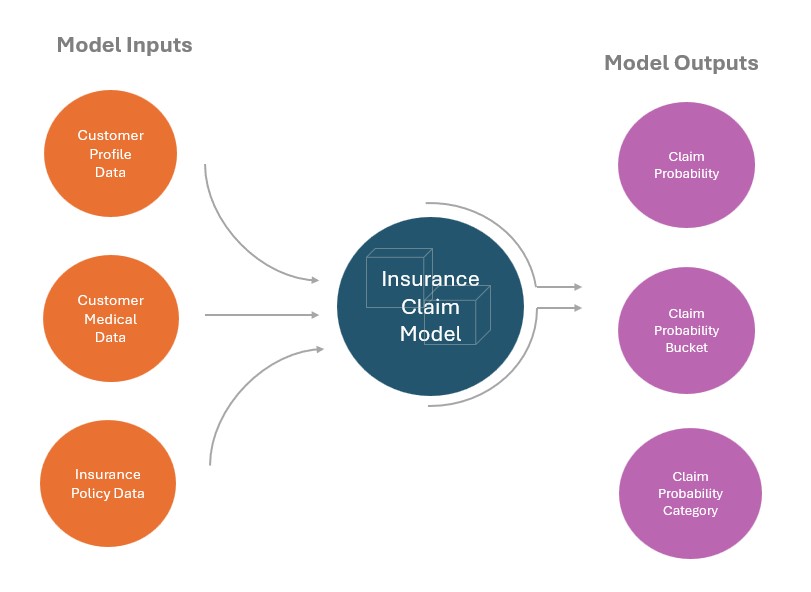 Model Inputs
Model Outputs
Customer
Profile
Data
Customer
Medical
Data
Insurance
Policy Data
Insurance
Claim
Model
Claim
Probability
Claim
Probability
Bucket
Claim
Probability
Category